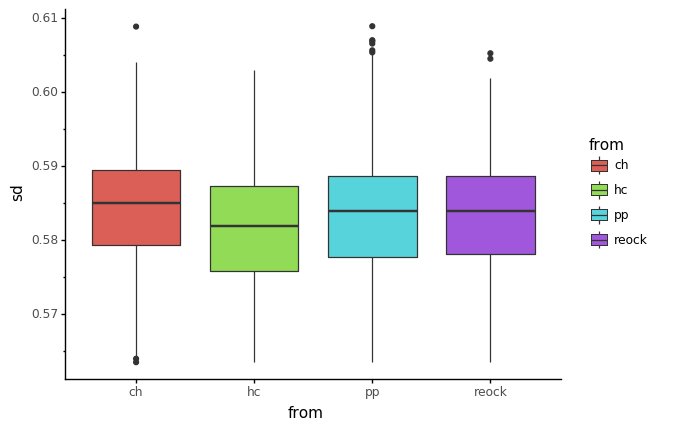 0.61
0.60
0.59
0.58
0.57
sd
ch
hc
pp
reock
from
from
ch
hc
pp
reock